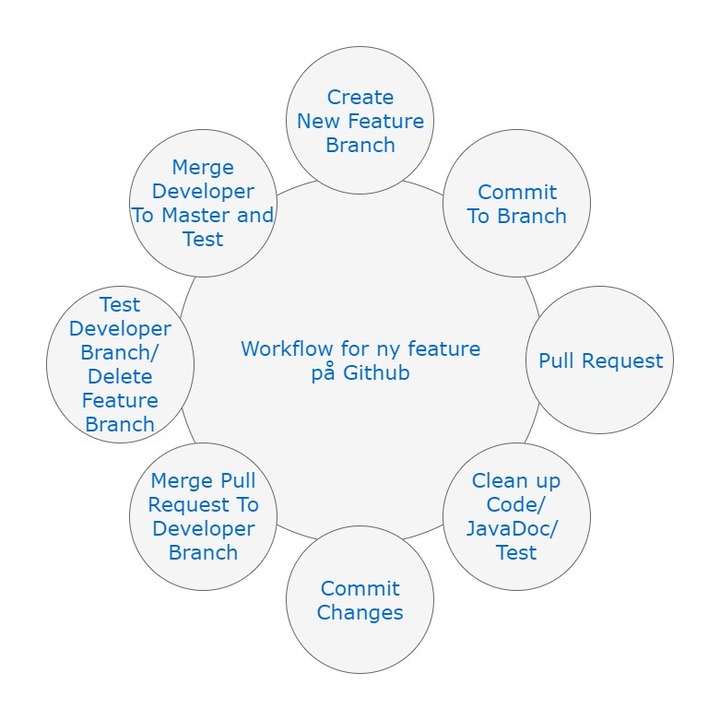 Create
New Feature
Branch
Commit
To Branch
Pull Request
Clean up
Code/
JavaDoc/
Test
Commit
Changes
Merge Pull
Request To
Developer
Branch
Test
Developer
Branch/
Delete
Feature
Branch
Merge
Developer
To Master and
Test
Workflow for ny feature
på Github